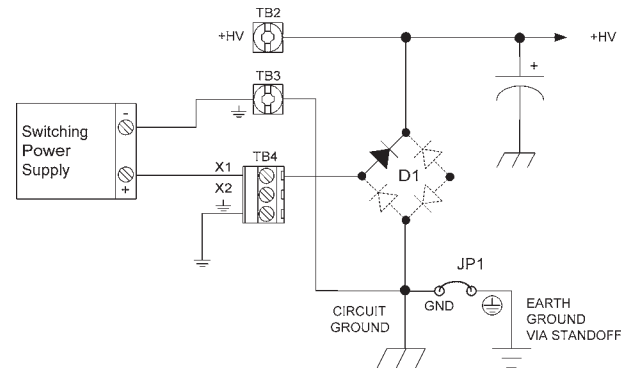 TB2
+HV
+HV
TB3
+
-
Switching
Power
Supply
+
TB4
X1
X2
D1
JP1
GND
CIRCUIT
GROUND
EARTH
GROUND
VIA STANDOFF